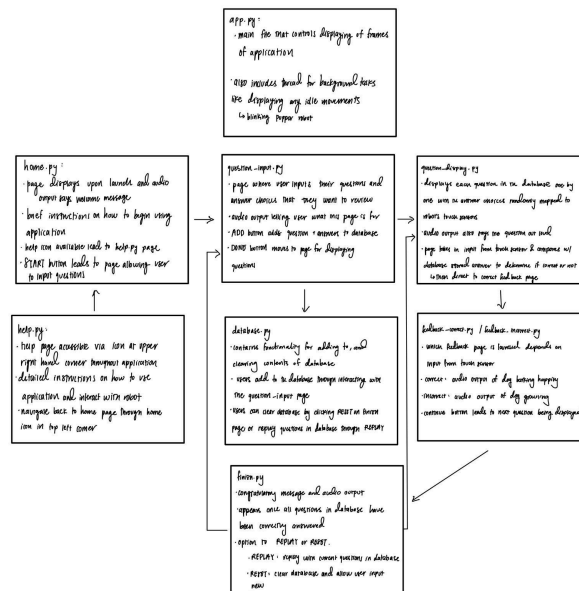 app.py:
· main file that controls displaying of frames
of application
· also includes thread for background tasks
like displaying any idle movements
↳ blinking popper robot
home.py:
· page displays upon launch and audio
output says welcome message
· brief instructions on how to begin using
application
· help icon available lead to help.py page
· START button leads to page allowing user
to input questions
question_input.py
· page where user inputs their questions and
answer choices that they want to review
· audio output telling user what this page is for
· ADD button adds question + answers to database
· DONE button moves to page for displaying
questions
question_display.py
· displays each question in the database one by
one with the answer choices randomly mapped to
robot's touch sensors
· audio output also says the question out loud
· page takes in input from touch sensor & compares w/
database stored answer to determine if correct or not
↳ then direct to correct feedback page
help.py:
· help page accessible via icon at upper
right hand corner throughout application
· detailed instructions on how to use
application and interact with robot
· navigate back to home page through home
icon in top left corner
database.py
· contains functionality for adding to, and
clearing contents of database
· users add to the database through interacting with
the question-input page
· users can clear database by clicking RESET on finish
page or replay questions in database through REPLAY
feedback_correct.py / feedback_incorrect.py
· which feedback page is launched depends on
input from touch sensor
· correct: audio output of dog barking happily
· incorrect: audio output of dog growling
· continue button leads to next question being displayed
finish.py
· congratulatory message and audio output
· appears once all questions in database have
been correctly answered
· option to REPLAY or RESET.
· REPLAY: replay with current questions in database
· RESET: clear database and allow user input
new